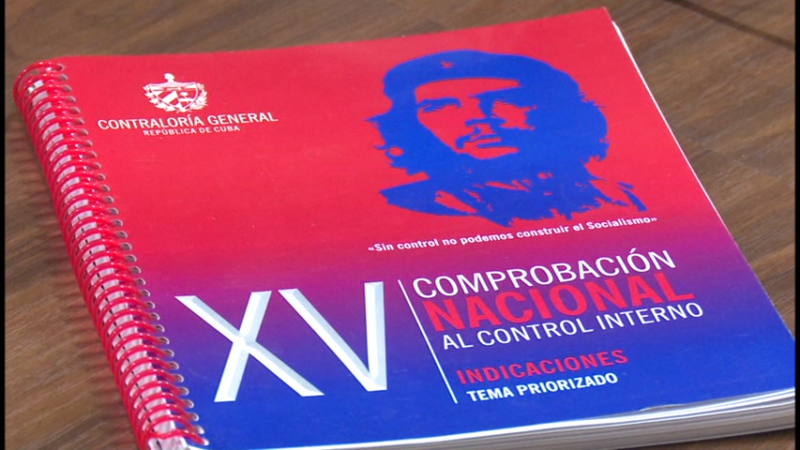 CONTRALORÍA GENERAL
REPÚBLICA DE CUBA
«Sin control no podemos construir el Socialismo»
XV
COMPROBACIÓN
NACIONAL
AL CONTROL INTERNO
INDICACIONES
TEMA PRIORIZADO